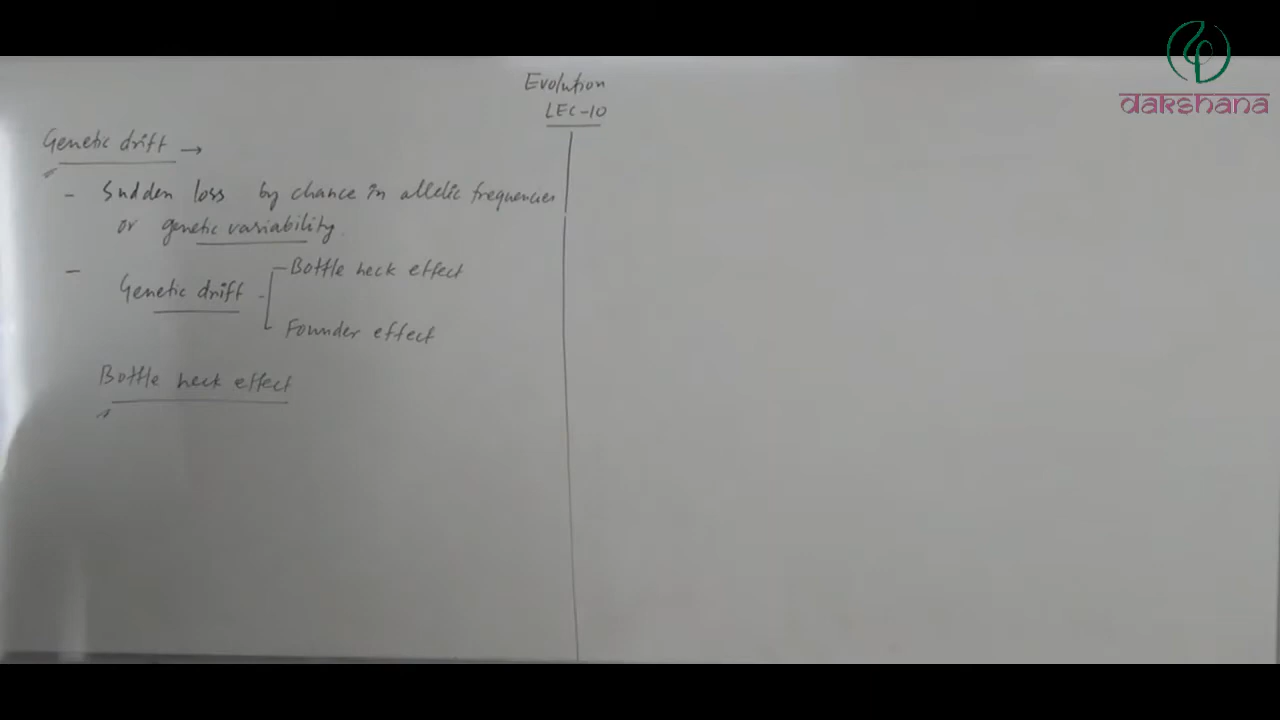 Evolution
LEC-10
Genetic drift →
- Sudden loss by chance in allelic frequencies
or genetic variability.
- Genetic drift
Bottle neck effect
Founder effect
Bottle neck effect
dakshana